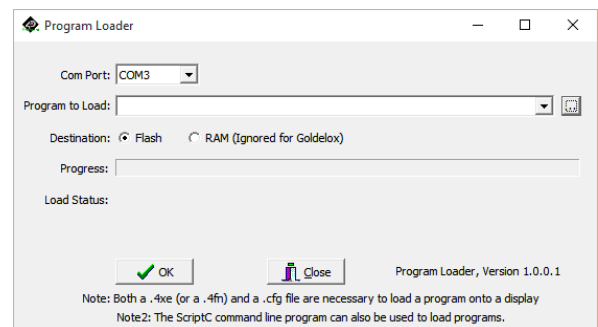 Program Loader
Com Port: COM3
Program to Load:
Destination: Flash RAM (Ignored for Goldelox)
Progress:
Load Status:
OK Close Program Loader, Version 1.0.0.1
Note: Both a .4xe (or a .4fn) and a .cfg file are necessary to load a program onto a display
Note2: The ScriptC command line program can also be used to load programs.